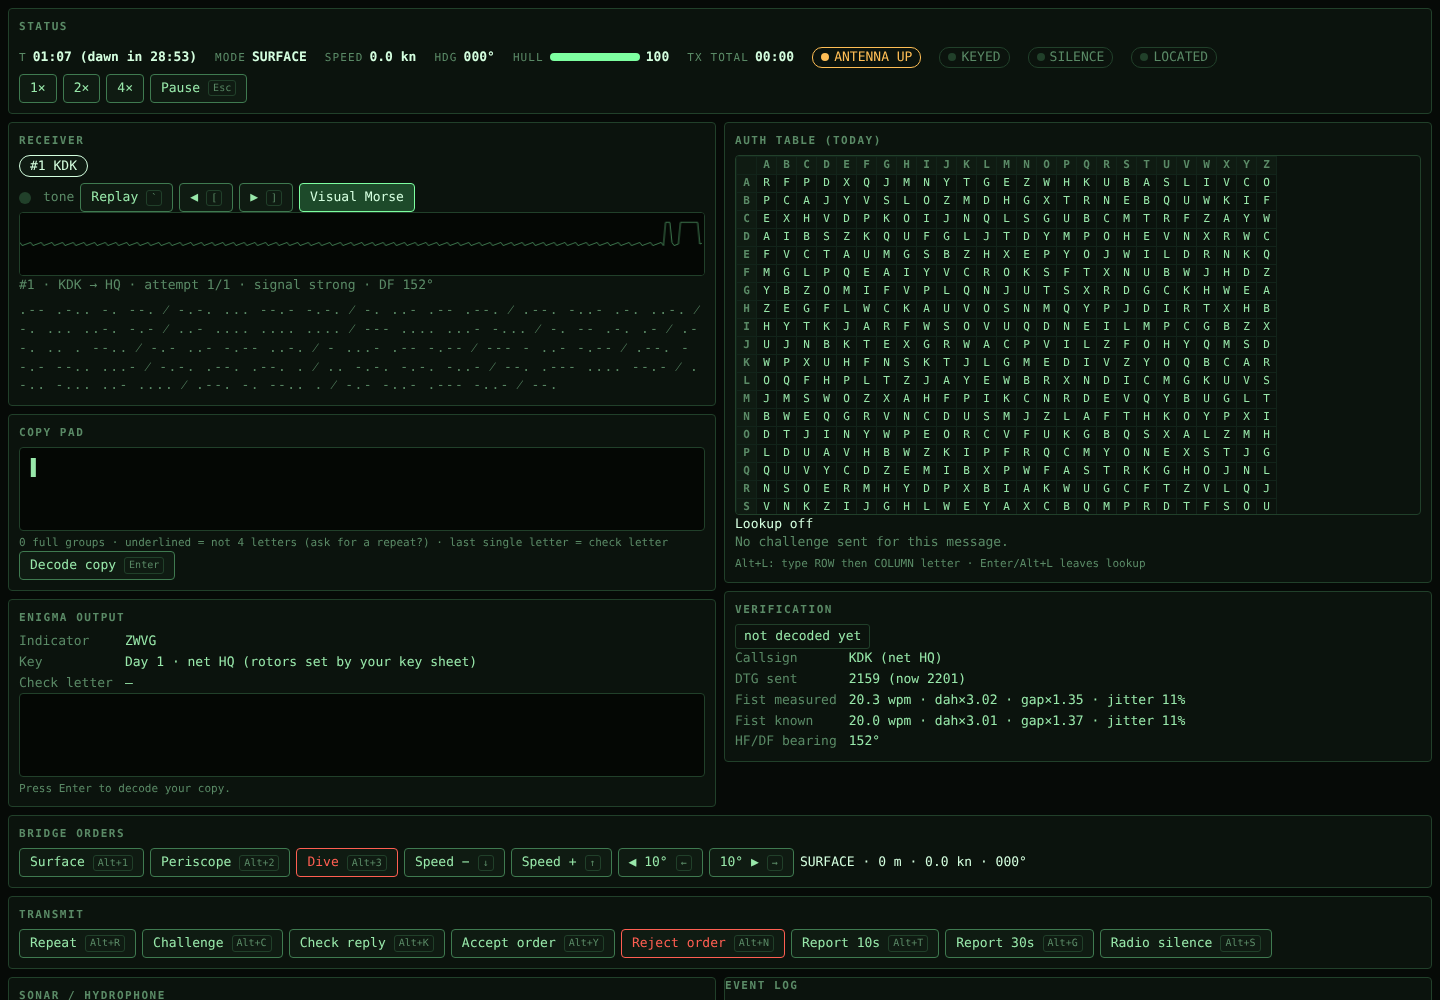 STATUS
T 01:07 (dawn in 28:53) MODE SURFACE SPEED 0.0 kn HDG 000° HULL 100 TX TOTAL 00:00 ANTENNA UP KEYED SILENCE LOCATED
1× 2× 4× Pause Esc
RECEIVER
#1 KDK
tone Replay ` ◀ [ ▶ ] Visual Morse
#1 · KDK → HQ · attempt 1/1 · signal strong · DF 152°
.-- .-.. -. --. / -.-. ... --.- -.-. / -. ..- .-- .--. / .--. -..- .-. ..-. /
-. ... ..-. -.- / ..- .... .... .... / --- .... ...- -... / -. -- .-. .- / .-
-. .. . --.. / -.- ..- -.-- ..-. / ...- .-- -.-- / --- - ..- -.-- / .--. -
-.- --.. ...- / -.-. .--. .--. . / .. -.-. -.-. -..- / --. .--- .... --.- / .
-.. -... ..- .... / .--. -. --.. . / -.-. .--- --.. -/ --.
COPY PAD
0 full groups · underlined = not 4 letters (ask for a repeat?) · last single letter = check letter
Decode copy Enter
ENIGMA OUTPUT
Indicator ZWVG
Key Day 1 · net HQ (rotors set by your key sheet)
Check letter —
Press Enter to decode your copy.
AUTH TABLE (TODAY)
A B C D E F G H I J K L M N O P Q R S T U V W X Y Z
A R F P D X Q J M N Y T G E Z W H K U B A S L I V C O
B P C A J Y V S L O Z M D H G X T R N E B Q U W K I F
C E X H V D P K O I J N Q L S G U B C M T R F Z A Y W
D A I B S Z K Q U F G L J T D Y M P O H E V N X R W C
E F V C T A U M G S B Z H X E P Y O J W I L D R N K Q
F M G L P Q E A I Y V C R O K S F T X N U B W J H D Z
G Y B Z O M I F V P L Q N J U T S X R D G C K H W E A
H Z E G F L W C K A U V O S N M Q Y P J D I R T X H B
I H Y T K J A R F W S O V U Q D N E I L M P C G B Z X
J U J N B K T E X G R W A C P V I L Z F O H Y Q M S D
K W P X U H F N S K T J L G M E D I V Z Y O Q B C A R
L O Q F H P L T Z J A Y E W B R X N D I C M G K U V S
M J M S W O Z X A H F P I K C N R D E V Q Y B U G L T
N B W E Q G R V N C D U S M J Z L A F T H K O Y P X I
O D T J I N Y W P E O R C V F U K G B Q S X A L Z M H
P L D U A V H B W Z K I P F R Q C M Y O N E X S T J G
Q Q U V Y C D Z E M I B X P W F A S T R K G H O J N L
R N S O E R M H Y D P X B I A K W U G C F T Z V L Q J
S V N K Z I J G H L W E Y A X C B Q M P R D T F S O U
Lookup off
No challenge sent for this message.
Alt+L: type ROW then COLUMN letter · Enter/Alt+L leaves lookup
VERIFICATION
not decoded yet
Callsign KDK (net HQ)
DTG sent 2159 (now 2201)
Fist measured 20.3 wpm · dah×3.02 · gap×1.35 · jitter 11%
Fist known 20.0 wpm · dah×3.01 · gap×1.37 · jitter 11%
HF/DF bearing 152°
BRIDGE ORDERS
Surface Alt+1 Periscope Alt+2 Dive Alt+3 Speed − ↓ Speed + ↑ ◀ 10° ← 10° ▶ → SURFACE · 0 m · 0.0 kn · 000°
TRANSMIT
Repeat Alt+R Challenge Alt+C Check reply Alt+K Accept order Alt+Y Reject order Alt+N Report 10s Alt+T Report 30s Alt+G Radio silence Alt+S
SONAR / HYDROPHONE
EVENT LOG